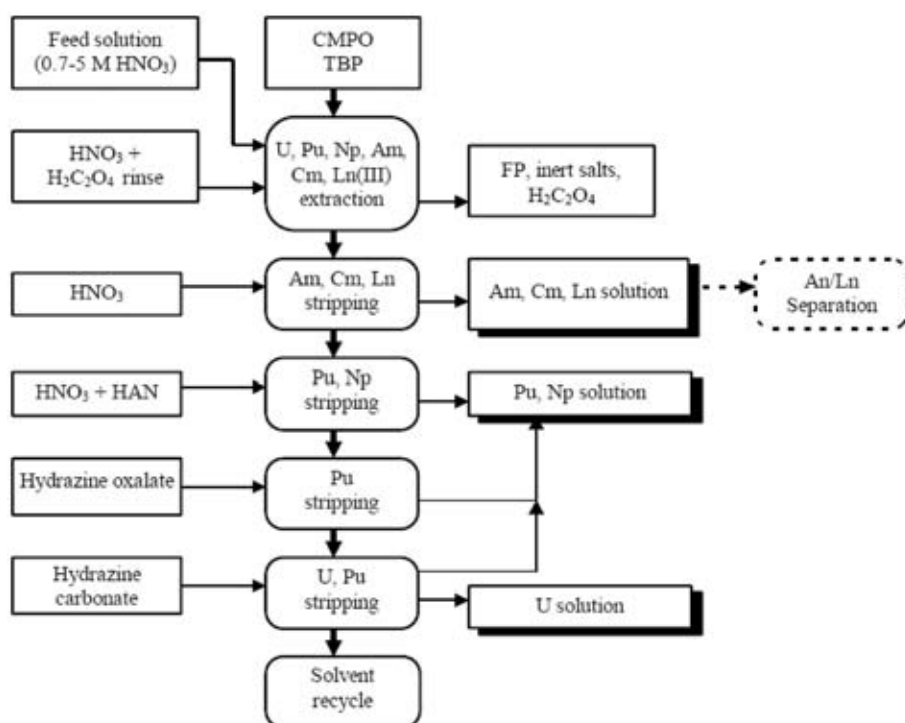 Feed solution
(0.7-5 M HNO₃)
CMPO
TBP
HNO₃ +
H₂C₂O₄ rinse
U, Pu, Np, Am,
Cm, Ln(III)
extraction
FP, inert salts,
H₂C₂O₄
HNO₃
Am, Cm, Ln
stripping
Am, Cm, Ln solution
An/Ln
Separation
HNO₃ + HAN
Pu, Np
stripping
Pu, Np solution
Hydrazine oxalate
Pu
stripping
Hydrazine
carbonate
U, Pu
stripping
U solution
Solvent
recycle